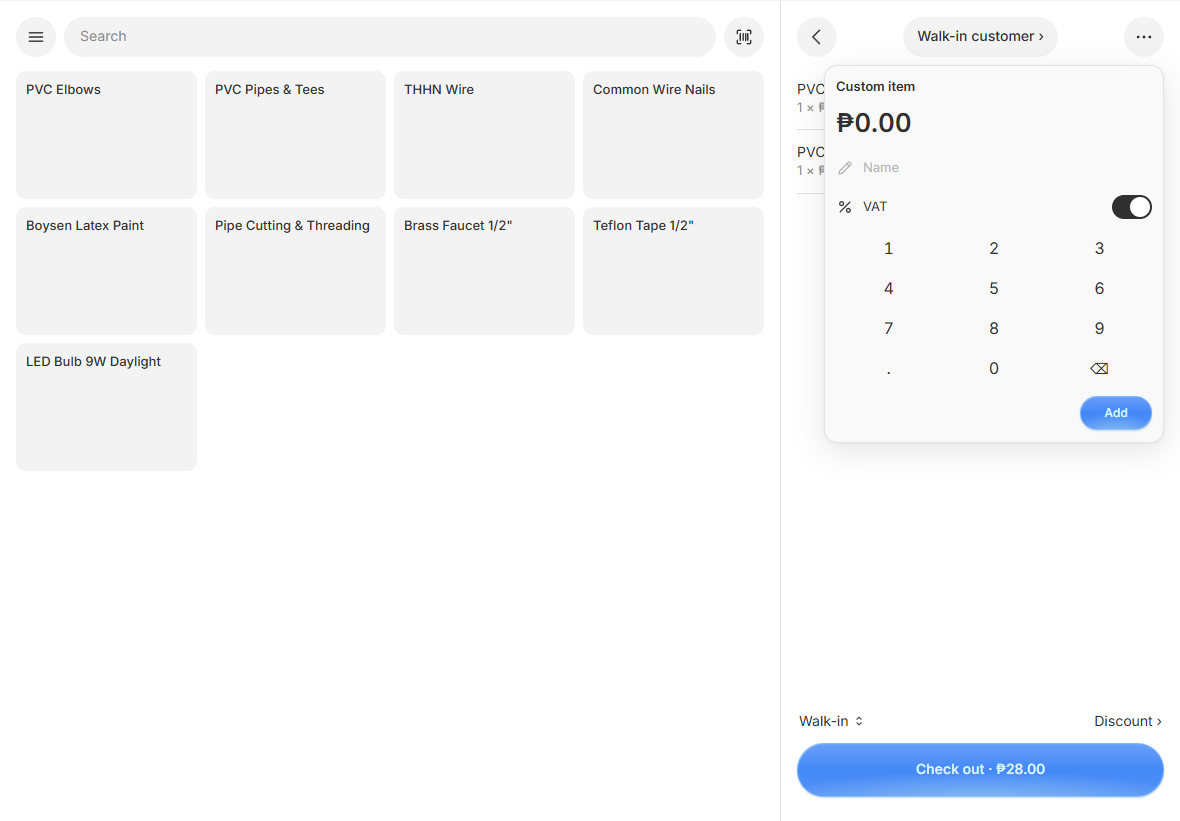 Search
Walk-in customer ›
PVC Elbows
PVC Pipes & Tees
THHN Wire
Common Wire Nails
Boysen Latex Paint
Pipe Cutting & Threading
Brass Faucet 1/2"
Teflon Tape 1/2"
LED Bulb 9W Daylight
PVC
1 × ₱
PVC
1 × ₱
Custom item
₱0.00
Name
VAT
1 2 3
4 5 6
7 8 9
. 0 ⌫
Add
Walk-in
Discount ›
Check out · ₱28.00